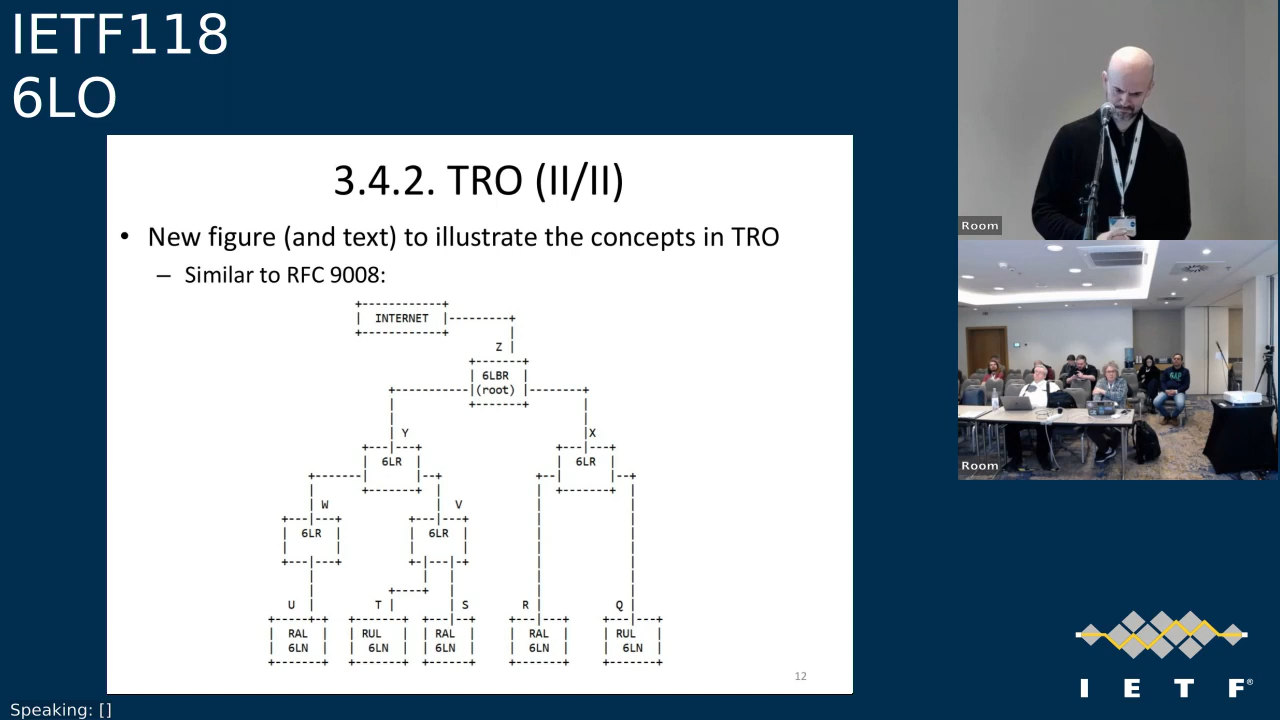 IETF118
6LO
3.4.2. TRO (II/II)
• New figure (and text) to illustrate the concepts in TRO
– Similar to RFC 9008:
INTERNET
Z
6LBR
(root)
Y X
6LR 6LR
W V
6LR 6LR
U T S R Q
RAL RUL RAL RAL RUL
6LN 6LN 6LN 6LN 6LN
12
Room
Room
I E T F®
Speaking: []